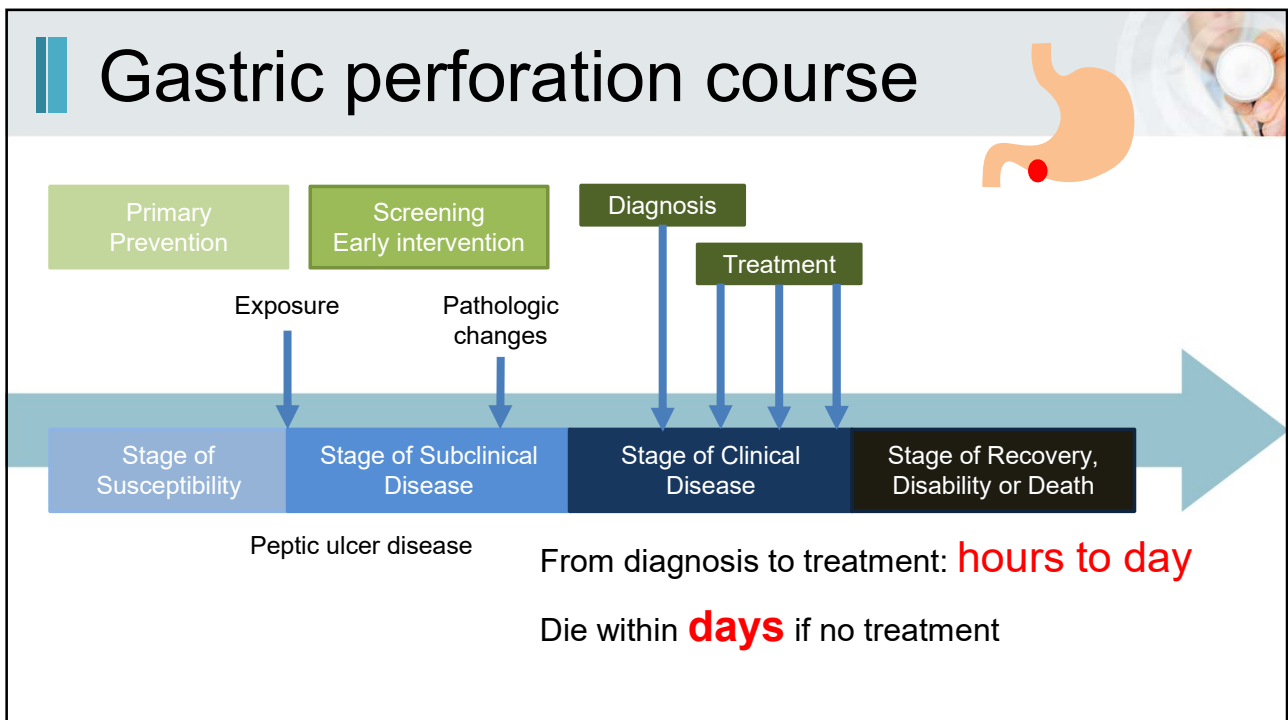 Gastric perforation course
Primary
Prevention
Screening
Early intervention
Diagnosis
Treatment
Exposure
Pathologic
changes
Stage of
Susceptibility
Stage of Subclinical
Disease
Stage of Clinical
Disease
Stage of Recovery,
Disability or Death
Peptic ulcer disease
From diagnosis to treatment: hours to day
Die within days if no treatment